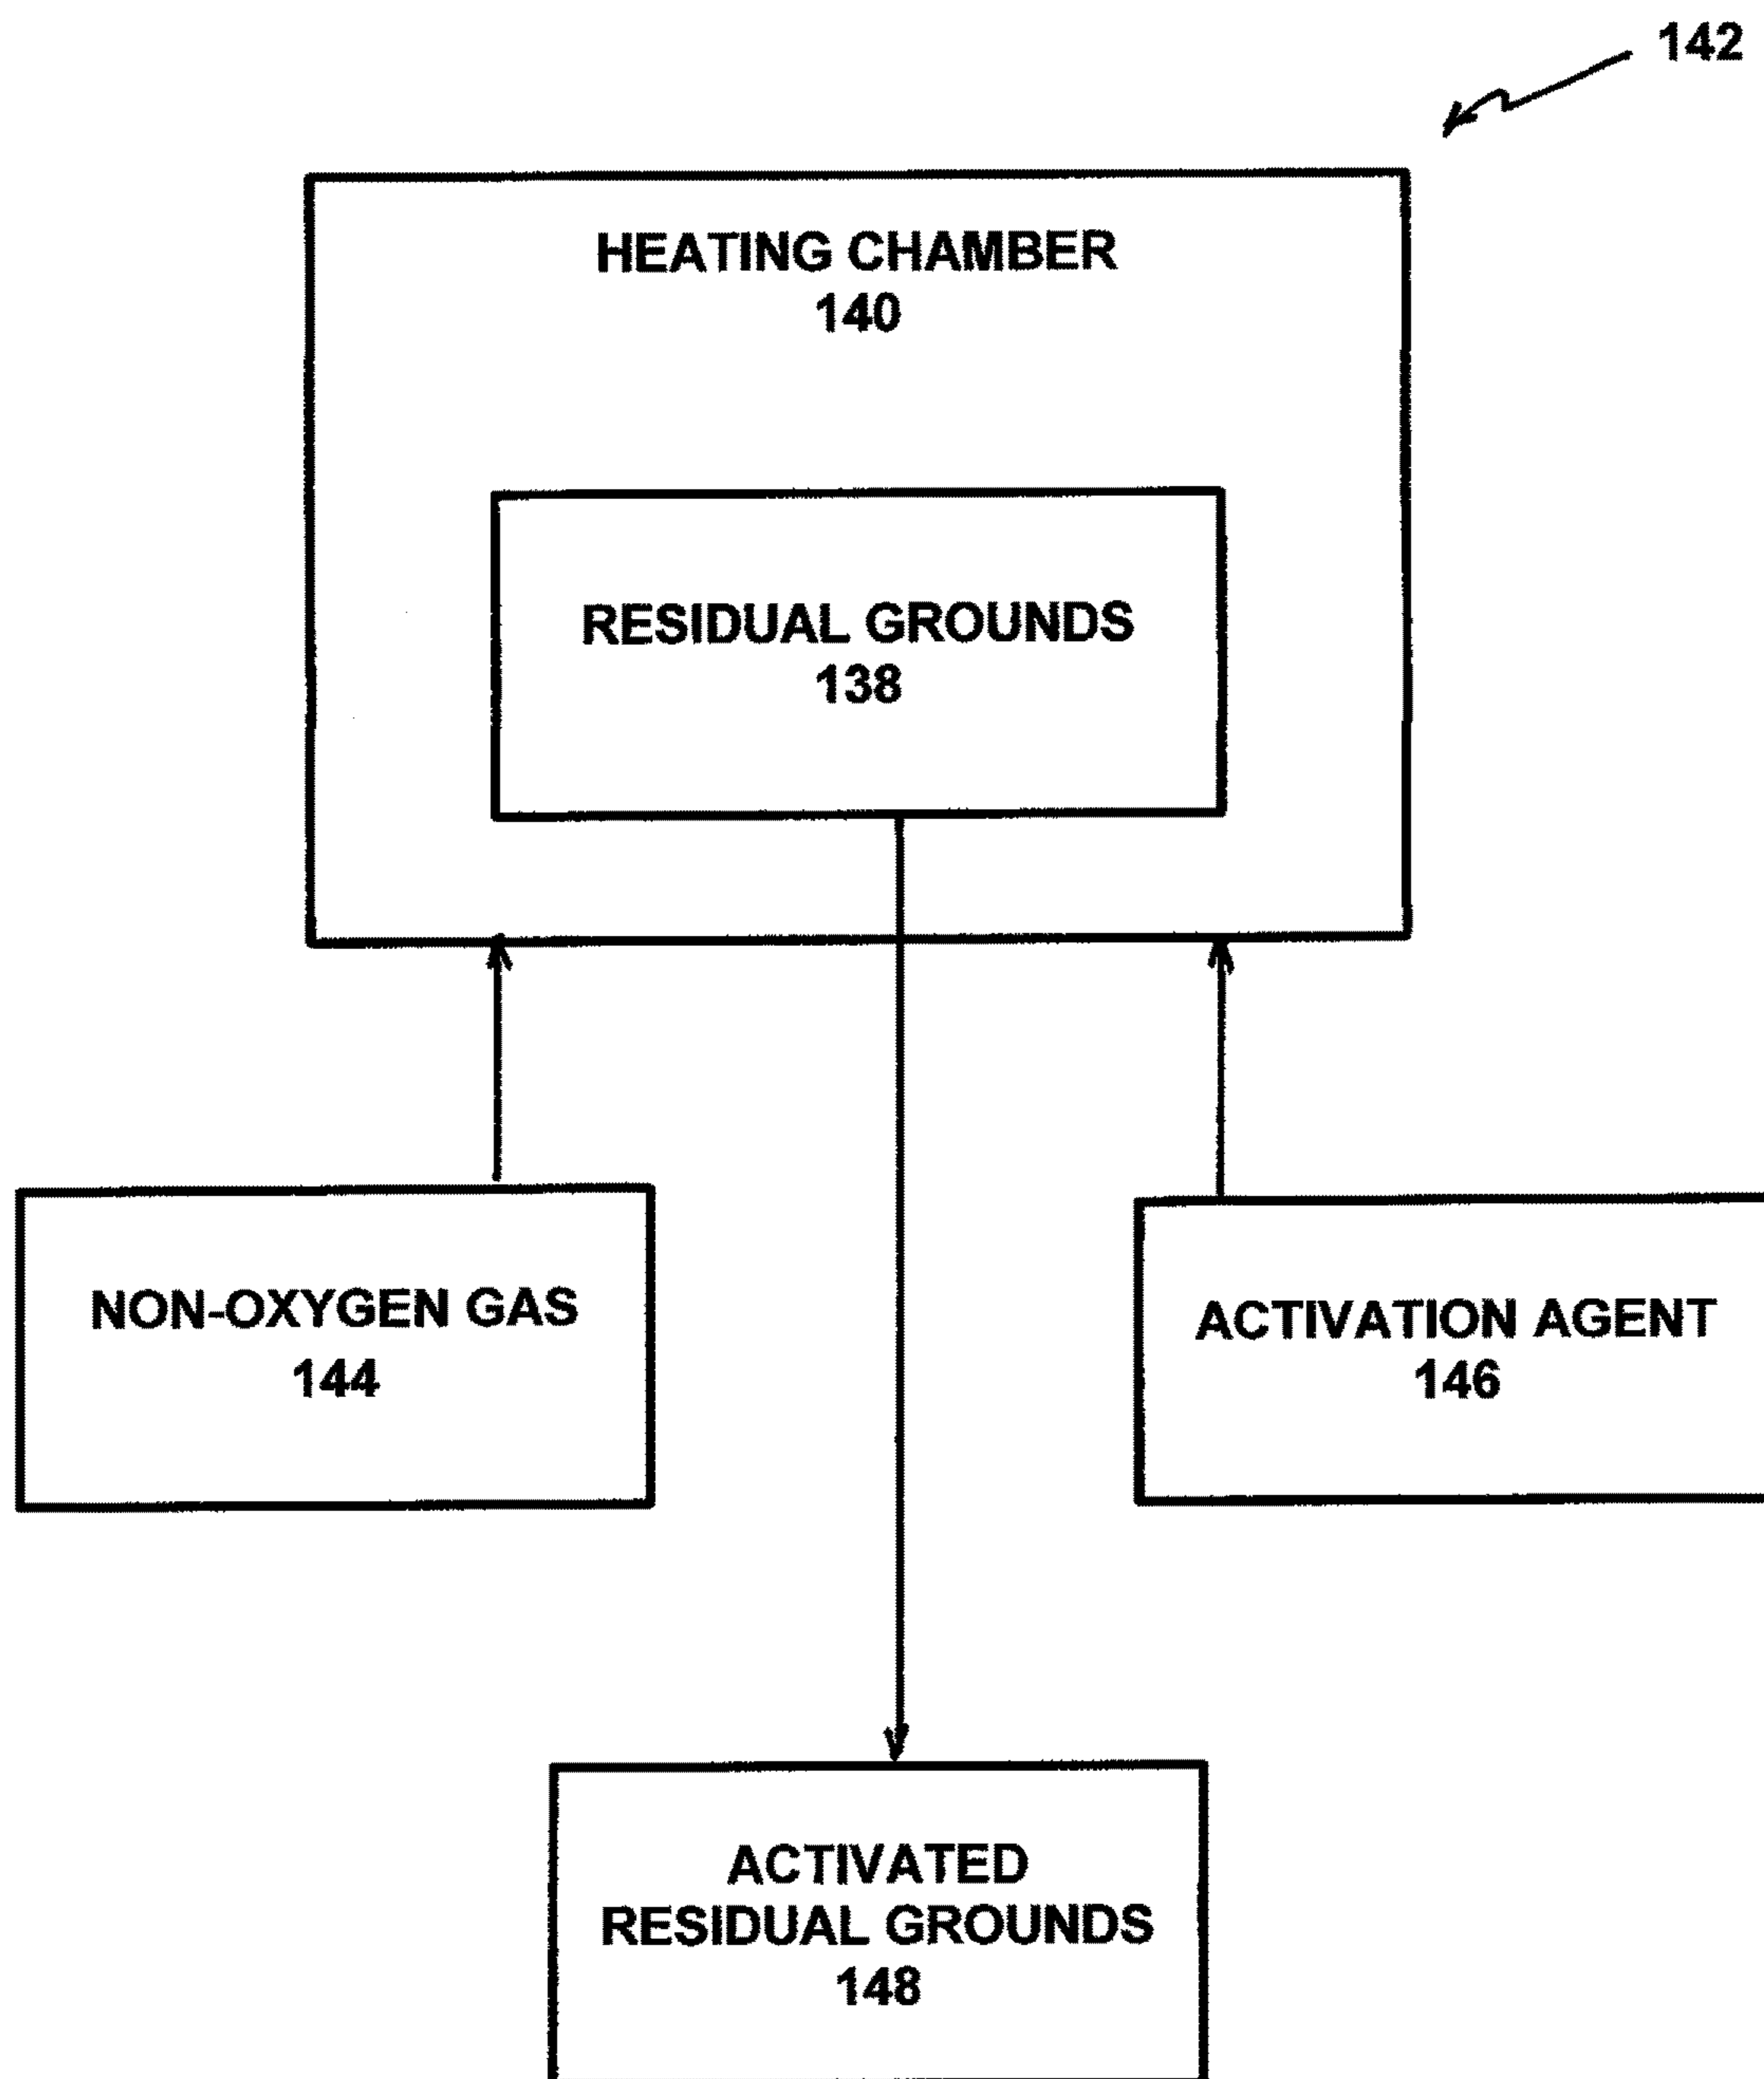 142
HEATING CHAMBER
140
RESIDUAL GROUNDS
138
NON-OXYGEN GAS
144
ACTIVATION AGENT
146
ACTIVATED
RESIDUAL GROUNDS
148